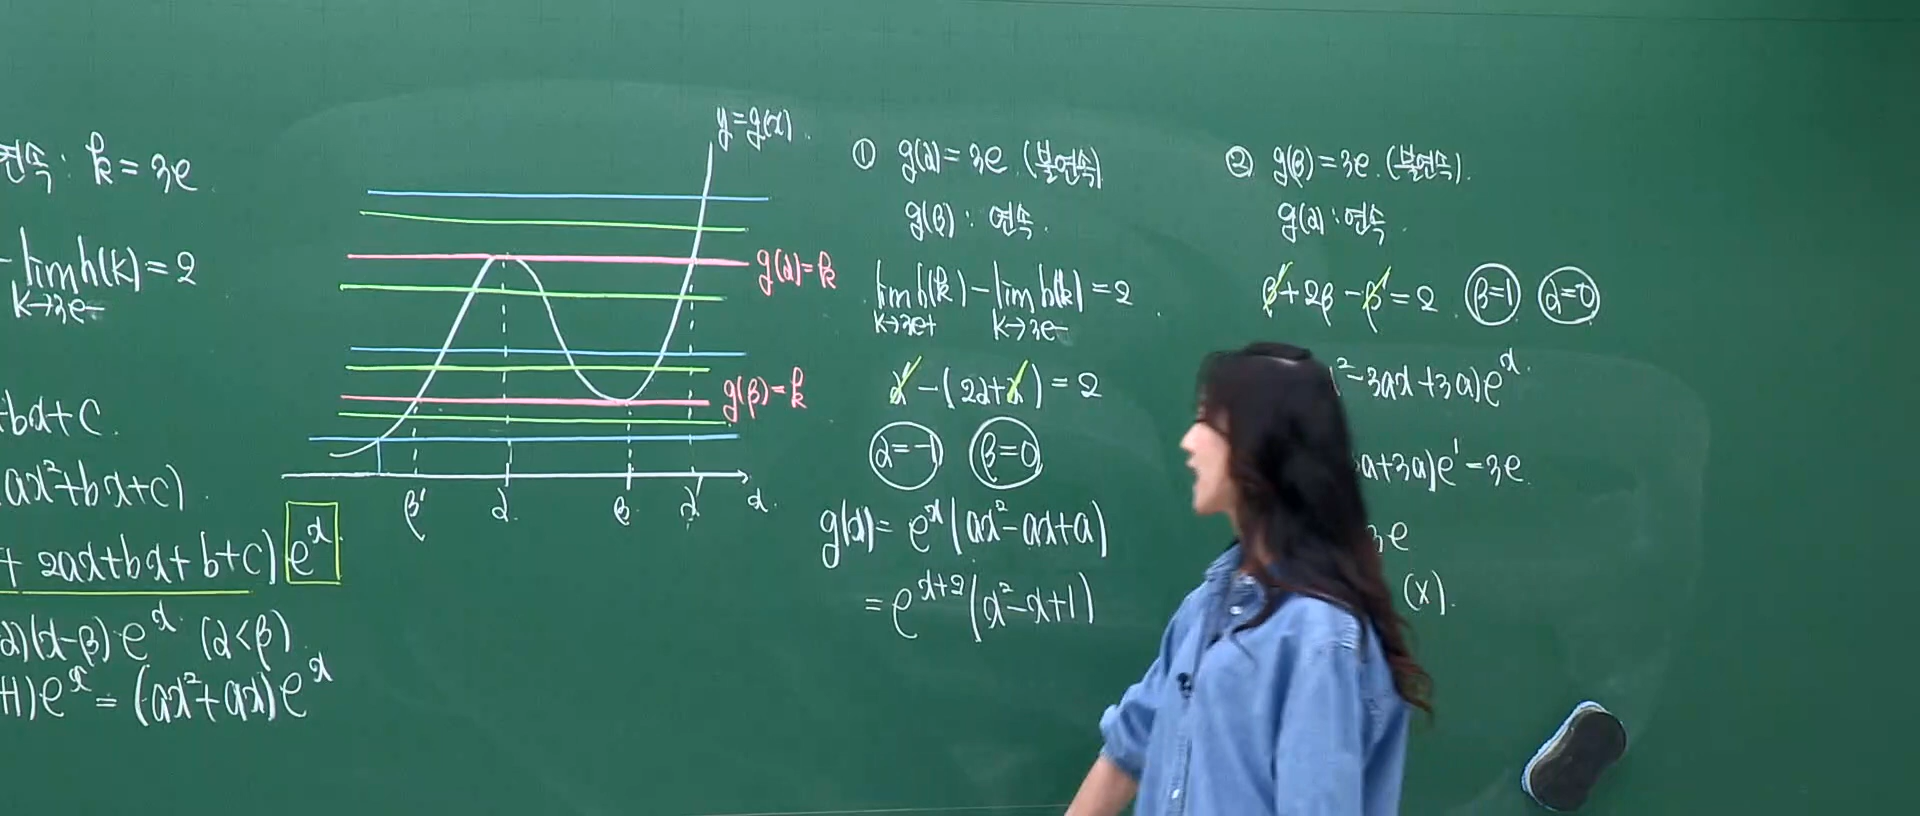 연속 : k = 3e
- lim h(k) = 2
k→3e-
+bx+c.
(ax²+bx+c)
+ 2ax+bx+b+c) e^x
α)(x-β) e^x (α<β)
+1)e^x = (ax²+ax)e^x
y=g(x)
g(α)=k
g(β)=k
β' α β α' x
① g(α)=3e. (불연속)
g(β) : 연속.
lim h(k) - lim h(k) = 2
k→3e+ k→3e-
α' - (2α+α') = 2
α=-1 β=0
g(x)= e^x (ax²-ax+a)
= e^(x+2) (x²-x+1)
② g(β)=3e. (불연속).
g(α) : 연속.
β'+2β-β' = 2 β=1 α=0
²-3ax+3a)e^x.
a+3a)e¹=3e.
3e
(x).